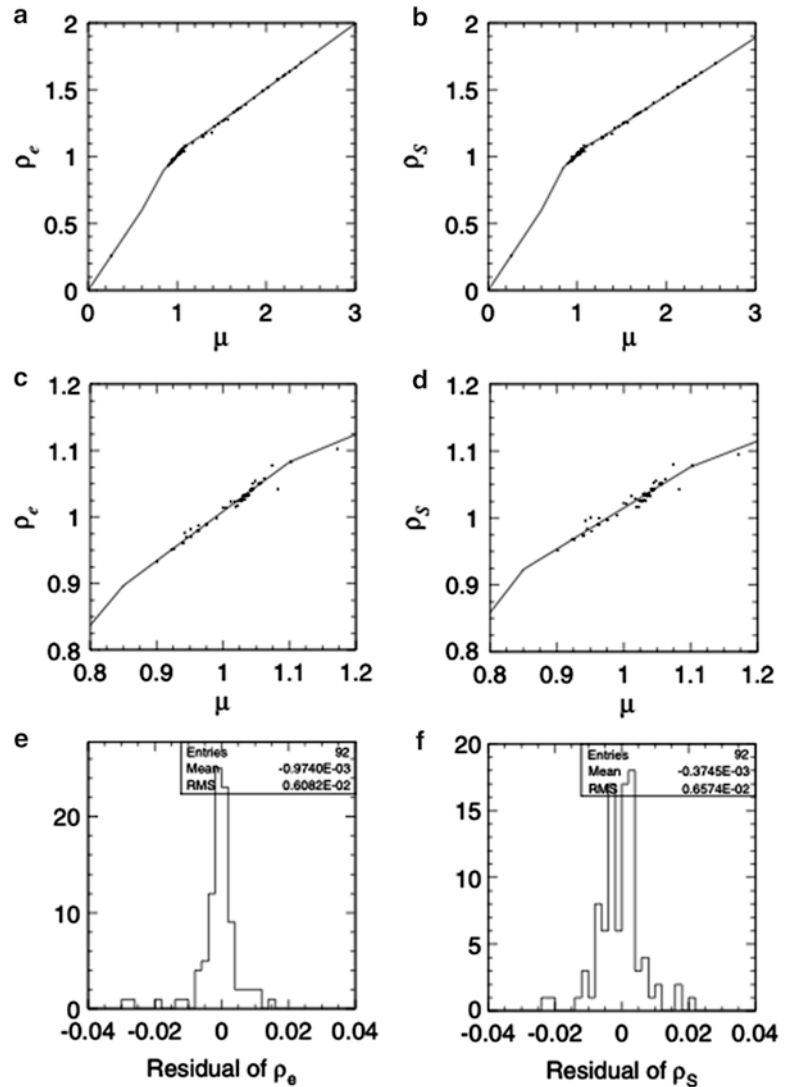 a
b
2
1.5
1
0.5
0
ρe
0
1
2
3
μ
2
1.5
1
0.5
0
ρS
0
1
2
3
μ
c
d
1.2
1.1
1
0.9
0.8
ρe
0.8
0.9
1
1.1
1.2
μ
1.2
1.1
1
0.9
0.8
ρS
0.8
0.9
1
1.1
1.2
μ
e
f
Entries 92
Mean -0.9740E-03
RMS 0.6082E-02
20
10
0
-0.04 -0.02 0 0.02 0.04
Residual of ρe
Entries 92
Mean -0.3745E-03
RMS 0.6574E-02
20
15
10
5
0
-0.04 -0.02 0 0.02 0.04
Residual of ρS